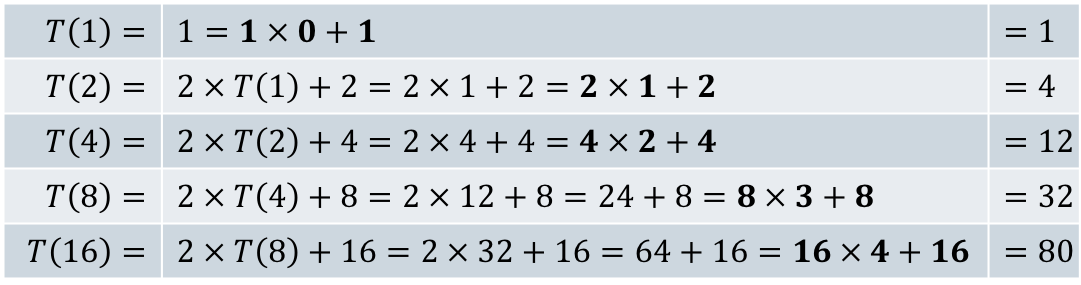 T(1) = 1 = 1 × 0 + 1 = 1
T(2) = 2 × T(1) + 2 = 2 × 1 + 2 = 2 × 1 + 2 = 4
T(4) = 2 × T(2) + 4 = 2 × 4 + 4 = 4 × 2 + 4 = 12
T(8) = 2 × T(4) + 8 = 2 × 12 + 8 = 24 + 8 = 8 × 3 + 8 = 32
T(16) = 2 × T(8) + 16 = 2 × 32 + 16 = 64 + 16 = 16 × 4 + 16 = 80